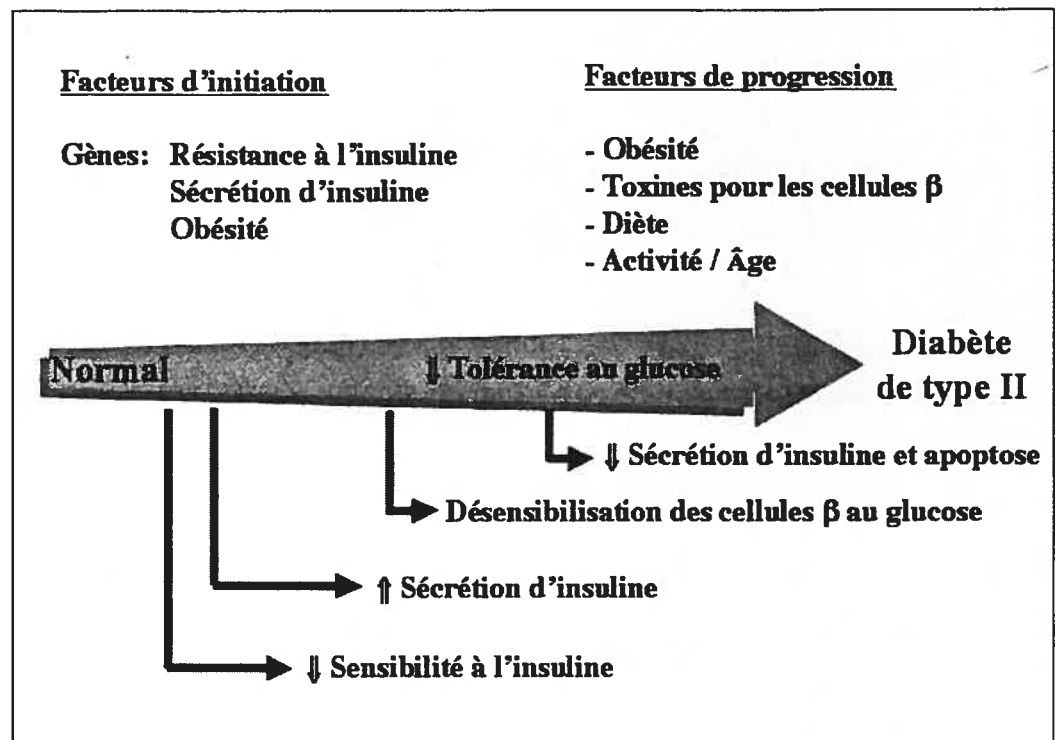 Facteurs d'initiation
Gènes: Résistance à l'insuline
Sécrétion d'insuline
Obésité
Facteurs de progression
- Obésité
- Toxines pour les cellules β
- Diète
- Activité / Âge
Normal
⇓ Tolérance au glucose
Diabète
de type II
⇓ Sécrétion d'insuline et apoptose
Désensibilisation des cellules β au glucose
⇑ Sécrétion d'insuline
⇓ Sensibilité à l'insuline